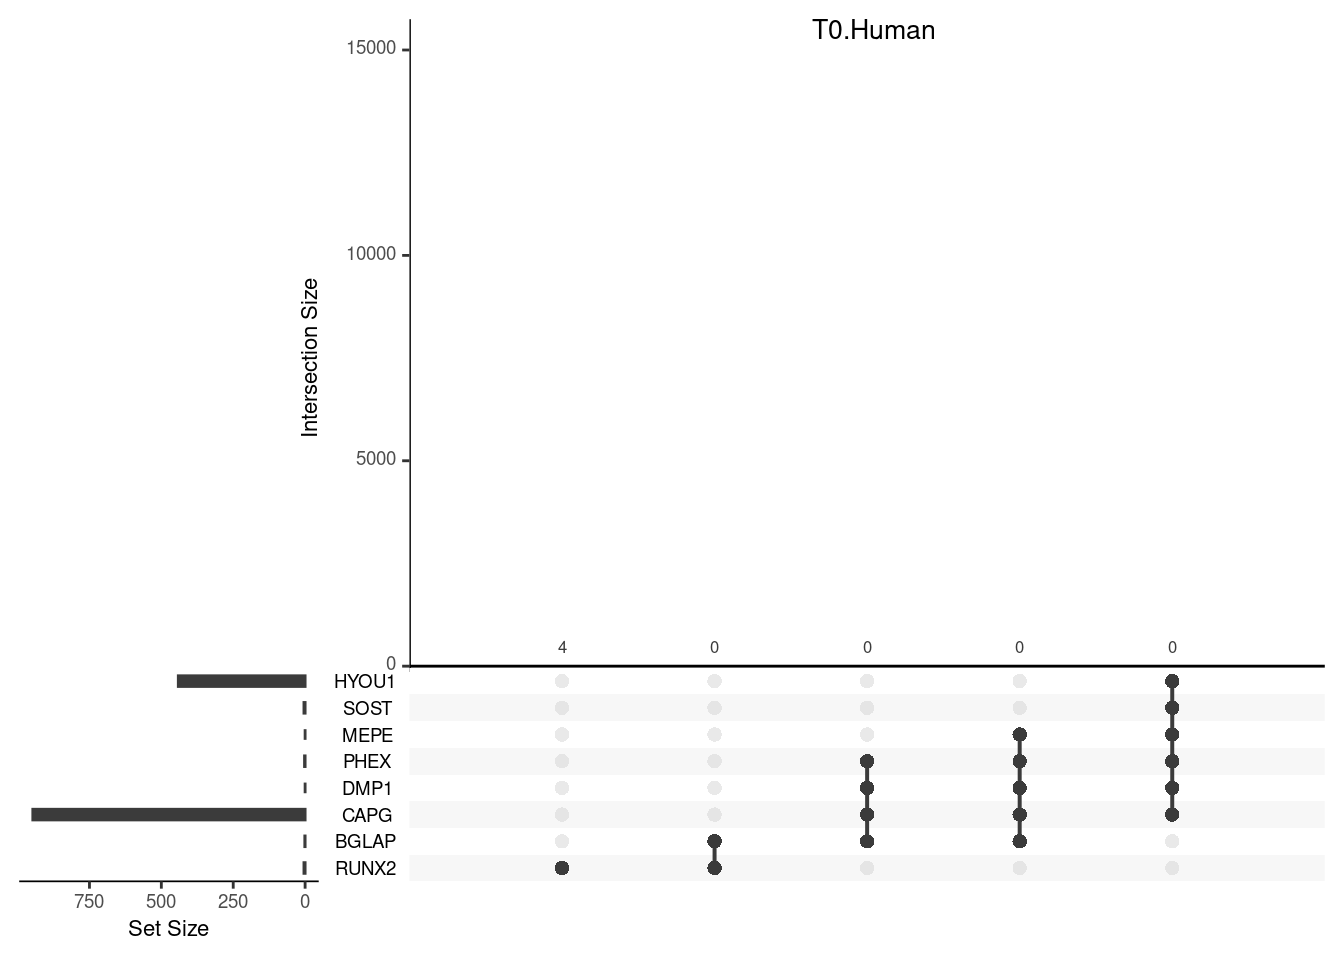 T0.Human
15000
10000
5000
0
Intersection Size
4 0 0 0 0
HYOU1
SOST
MEPE
PHEX
DMP1
CAPG
BGLAP
RUNX2
750 500 250 0
Set Size